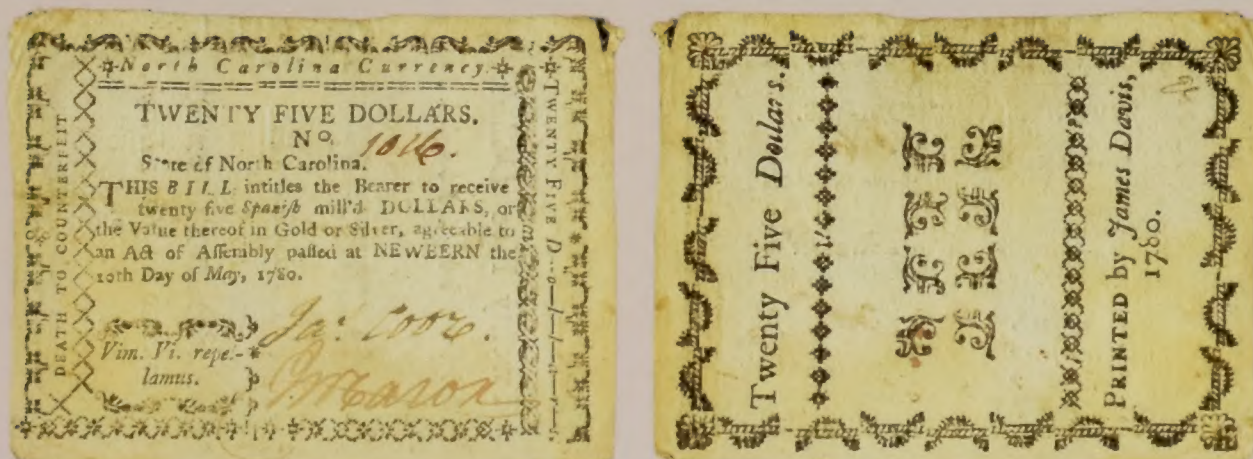 North Carolina Currency.
TWENTY FIVE DOLLARS.
No. 1016.
State of North Carolina.
THIS BILL intitles the Bearer to receive
twenty five Spaniſh mill'd DOLLARS, or
the Value thereof in Gold or Silver, agreeable to
an Act of Aſſembly paſſed at NEWBERN the
10th Day of May, 1780.
Vim. Vi. repel-
lamus.
Jas. Coor.
DEATH TO COUNTERFEIT
TWENTY FIVE D--o--l--l--a--r--s
Twenty Five Dollars.
PRINTED by James Davis,
1780.